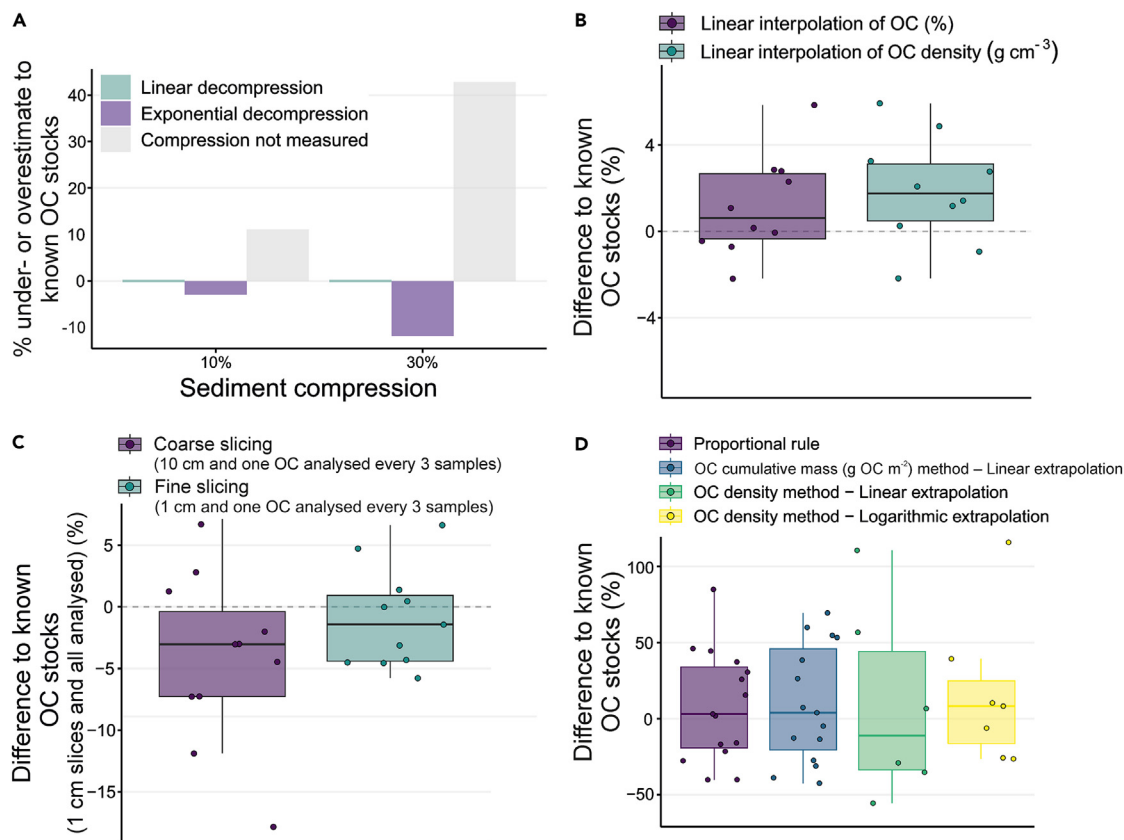 A
% under- or overestimate to
known OC stocks
40
30
20
10
0
-10
Linear decompression
Exponential decompression
Compression not measured
10%
30%
Sediment compression
B
Linear interpolation of OC (%)
Linear interpolation of OC density (g cm⁻³)
Difference to known
OC stocks (%)
4
0
−4
C
Coarse slicing
(10 cm and one OC analysed every 3 samples)
Fine slicing
(1 cm and one OC analysed every 3 samples)
Difference to known
OC stocks
(1 cm slices and all analysed) (%)
5
0
−5
−10
−15
D
Proportional rule
OC cumulative mass (g OC m⁻²) method − Linear extrapolation
OC density method − Linear extrapolation
OC density method − Logarithmic extrapolation
Difference to known
OC stocks (%)
100
50
0
−50